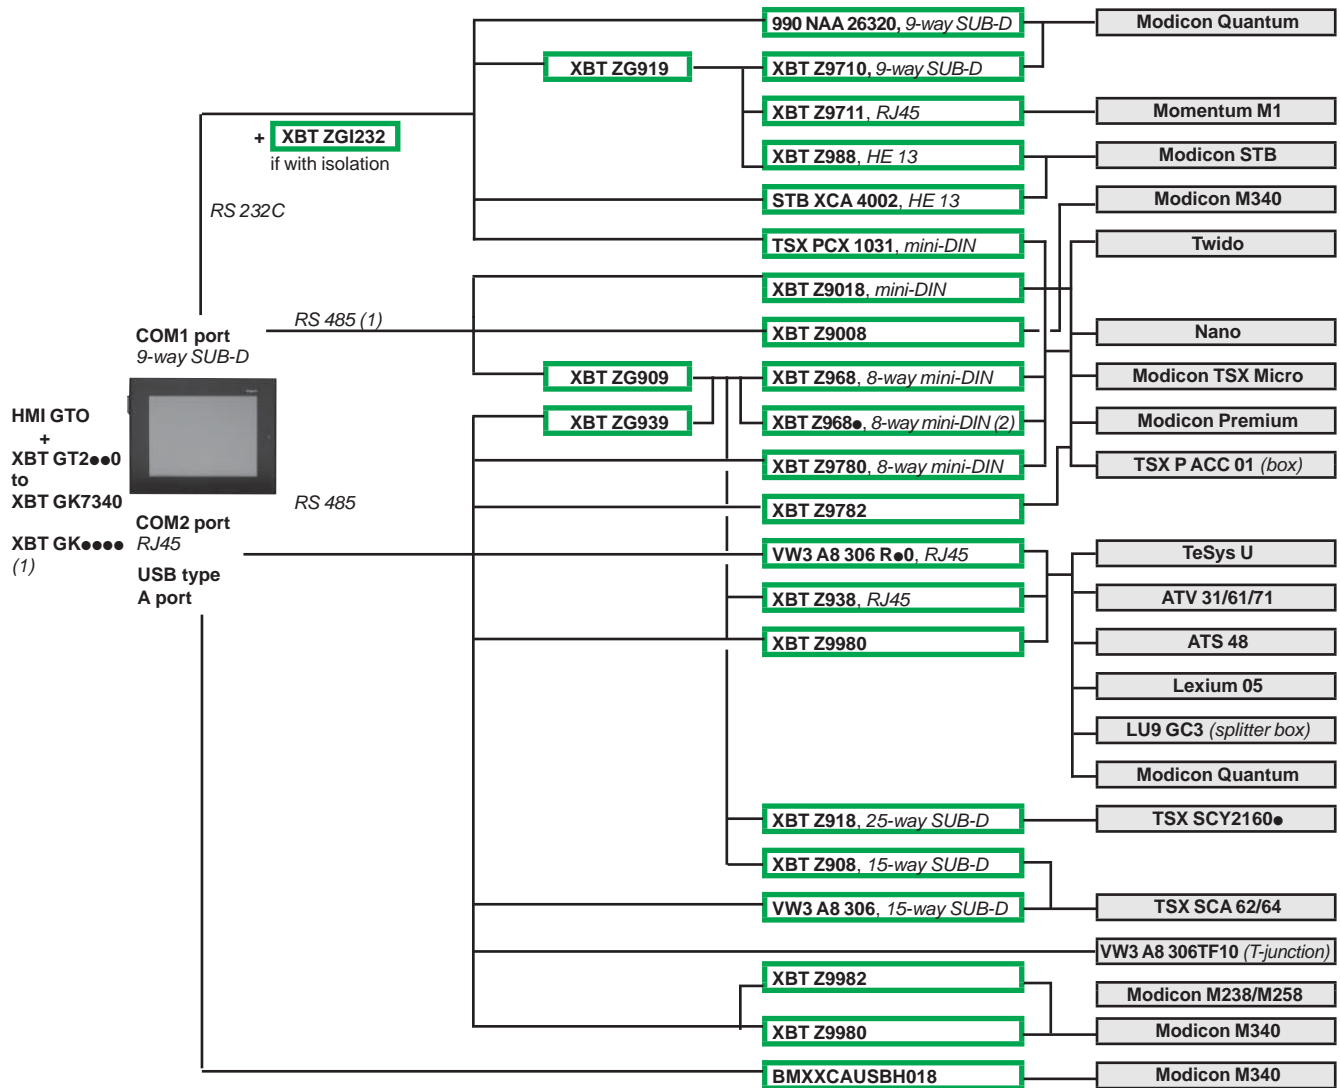 990 NAA 26320, 9-way SUB-D
Modicon Quantum
XBT ZG919
XBT Z9710, 9-way SUB-D
XBT Z9711, RJ45
Momentum M1
+ XBT ZGI232
if with isolation
XBT Z988, HE 13
Modicon STB
STB XCA 4002, HE 13
Modicon M340
RS 232C
TSX PCX 1031, mini-DIN
Twido
XBT Z9018, mini-DIN
RS 485 (1)
XBT Z9008
Nano
COM1 port
9-way SUB-D
XBT ZG909
XBT Z968, 8-way mini-DIN
Modicon TSX Micro
XBT ZG939
XBT Z968●, 8-way mini-DIN (2)
Modicon Premium
HMI GTO
+
XBT GT2●●0
to
XBT GK7340
XBT Z9780, 8-way mini-DIN
TSX P ACC 01 (box)
RS 485
XBT Z9782
COM2 port
RJ45
XBT GK●●●●
(1)
USB type
A port
VW3 A8 306 R●0, RJ45
TeSys U
XBT Z938, RJ45
ATV 31/61/71
XBT Z9980
ATS 48
Lexium 05
LU9 GC3 (splitter box)
Modicon Quantum
XBT Z918, 25-way SUB-D
TSX SCY2160●
XBT Z908, 15-way SUB-D
VW3 A8 306, 15-way SUB-D
TSX SCA 62/64
VW3 A8 306TF10 (T-junction)
XBT Z9982
Modicon M238/M258
XBT Z9980
Modicon M340
BMXXCAUSBH018
Modicon M340